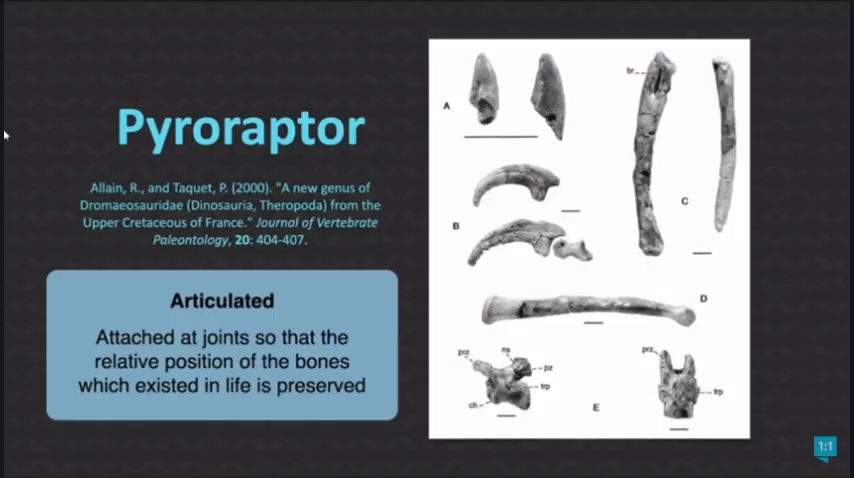 Pyroraptor
Allain, R., and Taquet, P. (2000). "A new genus of
Dromaeosauridae (Dinosauria, Theropoda) from the
Upper Cretaceous of France." Journal of Vertebrate
Paleontology, 20: 404-407.
Articulated
Attached at joints so that the
relative position of the bones
which existed in life is preserved
A
br
C
B
D
prz
ns
pz
trp
ch
E
prz
trp
1:1